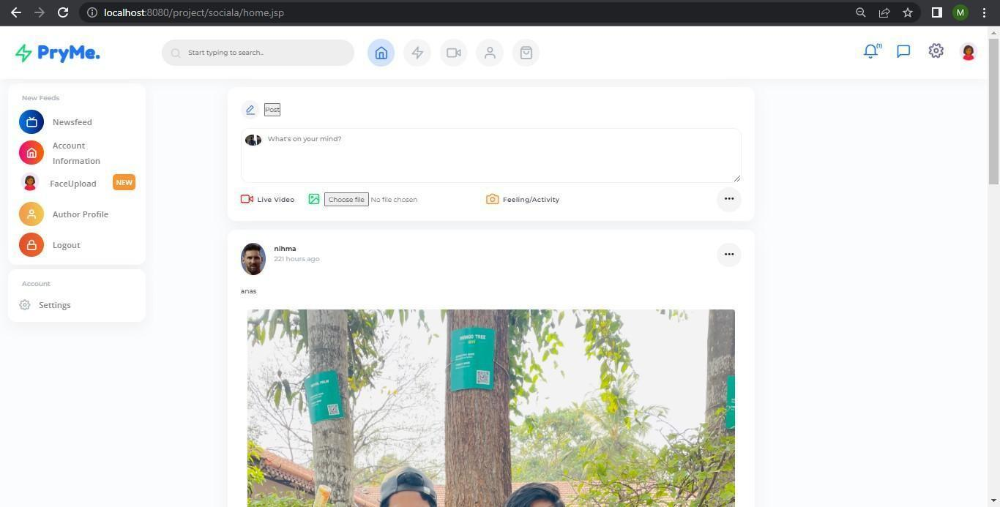 localhost:8080/project/sociala/home.jsp
M
PryMe.
Start typing to search..
(1)
New Feeds
Newsfeed
Account
Information
FaceUpload
NEW
Author Profile
Logout
Account
Settings
Post
What's on your mind?
Live Video
Choose file
No file chosen
Feeling/Activity
nihma
221 hours ago
anas
MANGO TREE